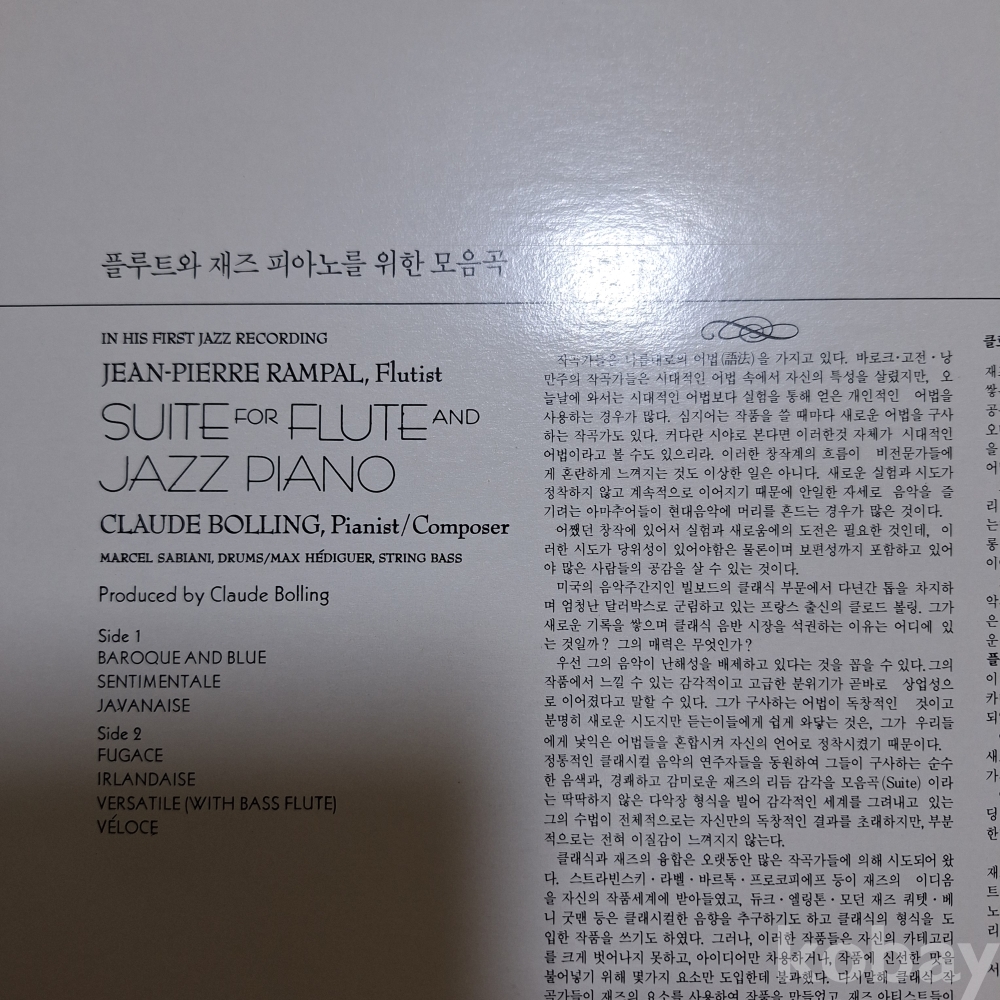 플루트와 재즈 피아노를 위한 모음곡
IN HIS FIRST JAZZ RECORDING
JEAN-PIERRE RAMPAL, Flutist
SUITE FOR FLUTE AND
JAZZ PIANO
CLAUDE BOLLING, Pianist/Composer
MARCEL SABIANI, DRUMS/MAX HÉDIGUER, STRING BASS
Produced by Claude Bolling
Side 1
BAROQUE AND BLUE
SENTIMENTALE
JAVANAISE
Side 2
FUGACE
IRLANDAISE
VERSATILE (WITH BASS FLUTE)
VÉLOCE
작곡가들은 나름대로의 어법(語法)을 가지고 있다. 바로크·고전·낭
만주의 작곡가들은 시대적인 어법 속에서 자신의 특성을 살렸지만, 오
늘날에 와서는 시대적인 어법보다 실험을 통해 얻은 개인적인 어법을
사용하는 경우가 많다. 심지어는 작품을 쓸 때마다 새로운 어법을 구사
하는 작곡가도 있다. 커다란 시야로 본다면 이러한것 자체가 시대적인
어법이라고 볼 수도 있으리라. 이러한 창작계의 흐름이 비전문가들에
게 혼란하게 느껴지는 것도 이상한 일은 아니다. 새로운 실험과 시도가
정착하지 않고 계속적으로 이어지기 때문에 안일한 자세로 음악을 즐
기려는 아마추어들이 현대음악에 머리를 흔드는 경우가 많은 것이다.
어쨌던 창작에 있어서 실험과 새로움에의 도전은 필요한 것인데, 이
러한 시도가 당위성이 있어야함은 물론이며 보편성까지 포함하고 있어
야 많은 사람들의 공감을 살 수 있는 것이다.
미국의 음악주간지인 빌보드의 클래식 부문에서 다년간 톱을 차지하
며 엄청난 달러박스로 군림하고 있는 프랑스 출신의 클로드 볼링. 그가
새로운 기록을 쌓으며 클래식 음반 시장을 석권하는 이유는 어디에 있
는 것일까? 그의 매력은 무엇인가?
우선 그의 음악이 난해성을 배제하고 있다는 것을 꼽을 수 있다. 그의
작품에서 느낄 수 있는 감각적이고 고급한 분위기가 곧바로 상업성으
로 이어졌다고 말할 수 있다. 그가 구사하는 어법이 독창적인 것이고
분명히 새로운 시도지만 듣는이들에게 쉽게 와닿는 것은, 그가 우리들
에게 낯익은 어법들을 혼합시켜 자신의 언어로 정착시켰기 때문이다.
정통적인 클래시컬 음악의 연주자들을 동원하여 그들이 구사하는 순수
한 음색과, 경쾌하고 감미로운 재즈의 리듬 감각을 모음곡(Suite) 이라
는 딱딱하지 않은 다악장 형식을 빌어 감각적인 세계를 그려내고 있는
그의 수법이 전체적으로는 자신만의 독창적인 결과를 초래하지만, 부분
적으로는 전혀 이질감이 느껴지지 않는다.
클래식과 재즈의 융합은 오랫동안 많은 작곡가들에 의해 시도되어 왔
다. 스트라빈스키·라벨·바르톡·프로코피에프 등이 재즈의 이디옴
을 자신의 작품세계에 받아들였고, 듀크·엘링톤·모던 재즈 쿼텟·베
니 굿맨 등은 클래시컬한 음향을 추구하기도 하고 클래식의 형식을 도
입한 작품을 쓰기도 하였다. 그러나, 이러한 작품들은 자신의 카테고리
를 크게 벗어나지 못하고, 아이디어만 차용하거나, 작품에 신선한 맛을
불어넣기 위해 몇가지 요소만 도입한데 불과했다. 다시말해 클래식 작
곡가들이 재즈의 요소를 사용하여 작품을 만들었고, 재즈 아티스트들이
kobay